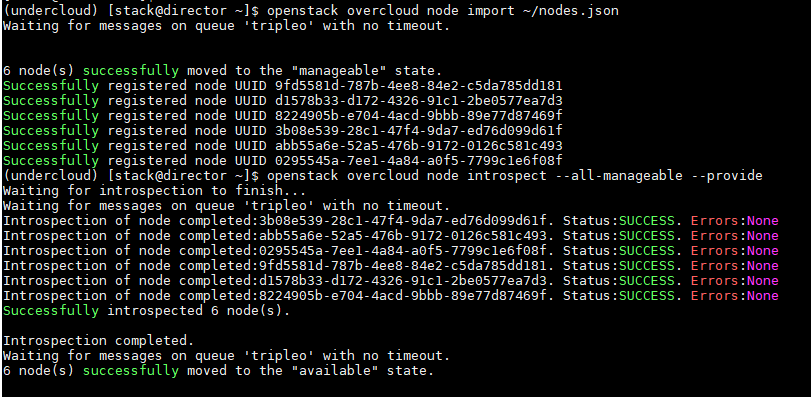 (undercloud) [stack@director ~]$ openstack overcloud node import ~/nodes.json
Waiting for messages on queue 'tripleo' with no timeout.
6 node(s) successfully moved to the "manageable" state.
Successfully registered node UUID 9fd5581d-787b-4ee8-84e2-c5da785dd181
Successfully registered node UUID d1578b33-d172-4326-91c1-2be0577ea7d3
Successfully registered node UUID 8224905b-e704-4acd-9bbb-89e77d87469f
Successfully registered node UUID 3b08e539-28c1-47f4-9da7-ed76d099d61f
Successfully registered node UUID abb55a6e-52a5-476b-9172-0126c581c493
Successfully registered node UUID 0295545a-7ee1-4a84-a0f5-7799c1e6f08f
(undercloud) [stack@director ~]$ openstack overcloud node introspect --all-manageable --provide
Waiting for introspection to finish...
Waiting for messages on queue 'tripleo' with no timeout.
Introspection of node completed:3b08e539-28c1-47f4-9da7-ed76d099d61f. Status:SUCCESS. Errors:None
Introspection of node completed:abb55a6e-52a5-476b-9172-0126c581c493. Status:SUCCESS. Errors:None
Introspection of node completed:0295545a-7ee1-4a84-a0f5-7799c1e6f08f. Status:SUCCESS. Errors:None
Introspection of node completed:9fd5581d-787b-4ee8-84e2-c5da785dd181. Status:SUCCESS. Errors:None
Introspection of node completed:d1578b33-d172-4326-91c1-2be0577ea7d3. Status:SUCCESS. Errors:None
Introspection of node completed:8224905b-e704-4acd-9bbb-89e77d87469f. Status:SUCCESS. Errors:None
Successfully introspected 6 node(s).
Introspection completed.
Waiting for messages on queue 'tripleo' with no timeout.
6 node(s) successfully moved to the "available" state.